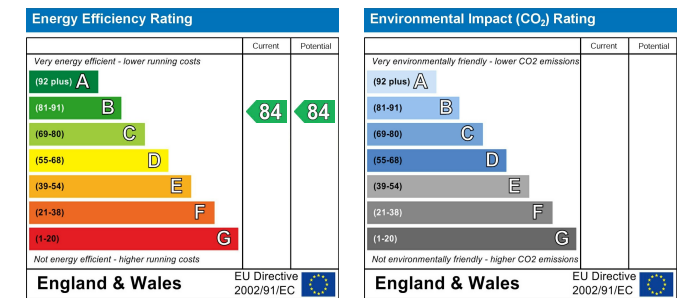 Energy Efficiency Rating
Current Potential
Very energy efficient - lower running costs
(92 plus) A
(81-91) B 84 84
(69-80) C
(55-68) D
(39-54) E
(21-38) F
(1-20) G
Not energy efficient - higher running costs
England & Wales
EU Directive
2002/91/EC
Environmental Impact (CO2) Rating
Current Potential
Very environmentally friendly - lower CO2 emissions
(92 plus) A
(81-91) B
(69-80) C
(55-68) D
(39-54) E
(21-38) F
(1-20) G
Not environmentally friendly - higher CO2 emissions
England & Wales
EU Directive
2002/91/EC